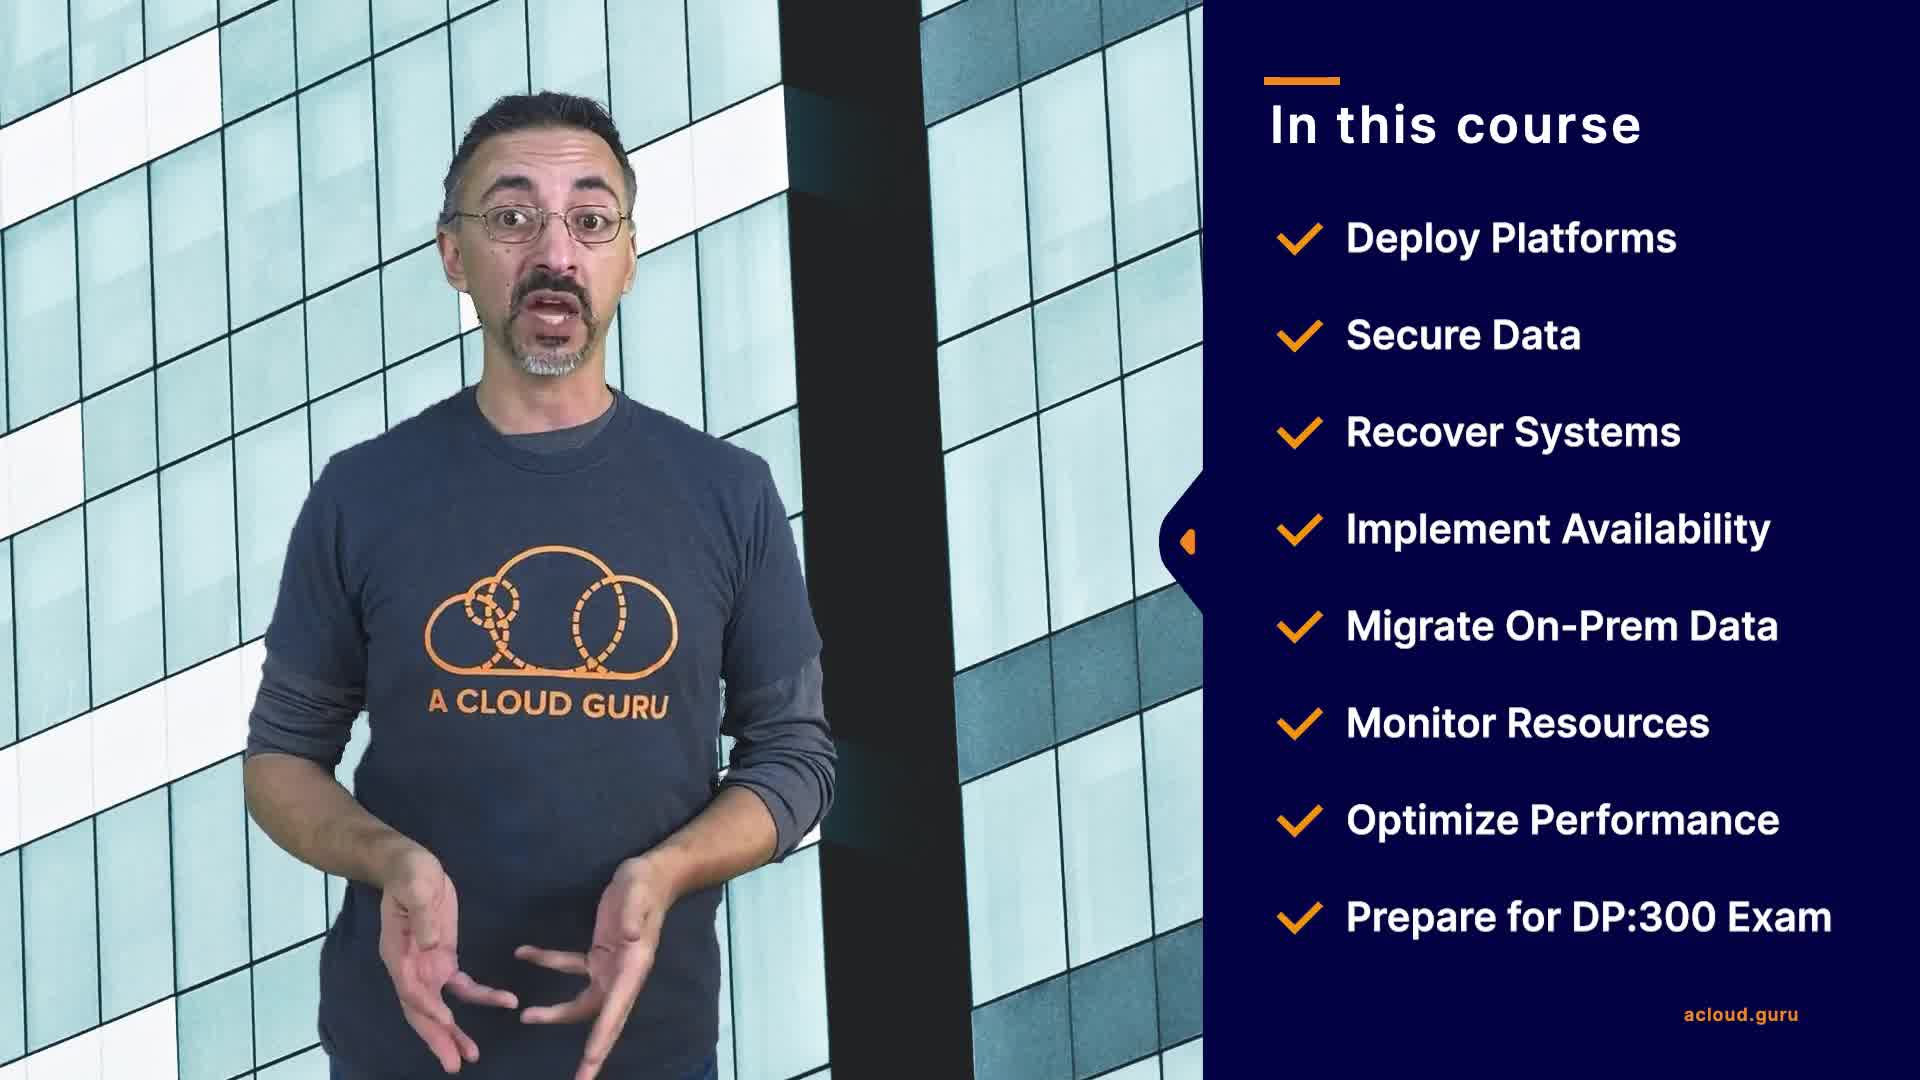 In this course
Deploy Platforms
Secure Data
Recover Systems
Implement Availability
Migrate On-Prem Data
Monitor Resources
Optimize Performance
Prepare for DP:300 Exam
acloud.guru
A CLOUD GURU